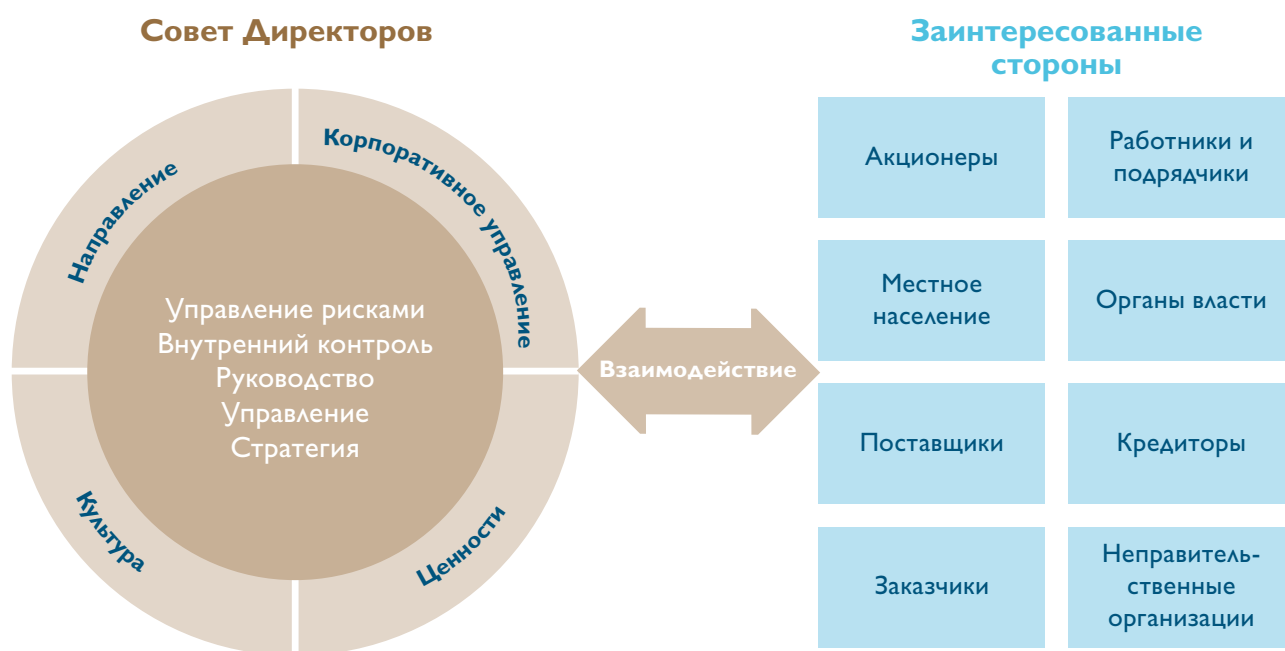 Совет Директоров
Направление
Корпоративное управление
Культура
Ценности
Управление рисками
Внутренний контроль
Руководство
Управление
Стратегия
Взаимодействие
Заинтересованные
стороны
Акционеры
Работники и
подрядчики
Местное
население
Органы власти
Поставщики
Кредиторы
Заказчики
Неправитель-
ственные
организации